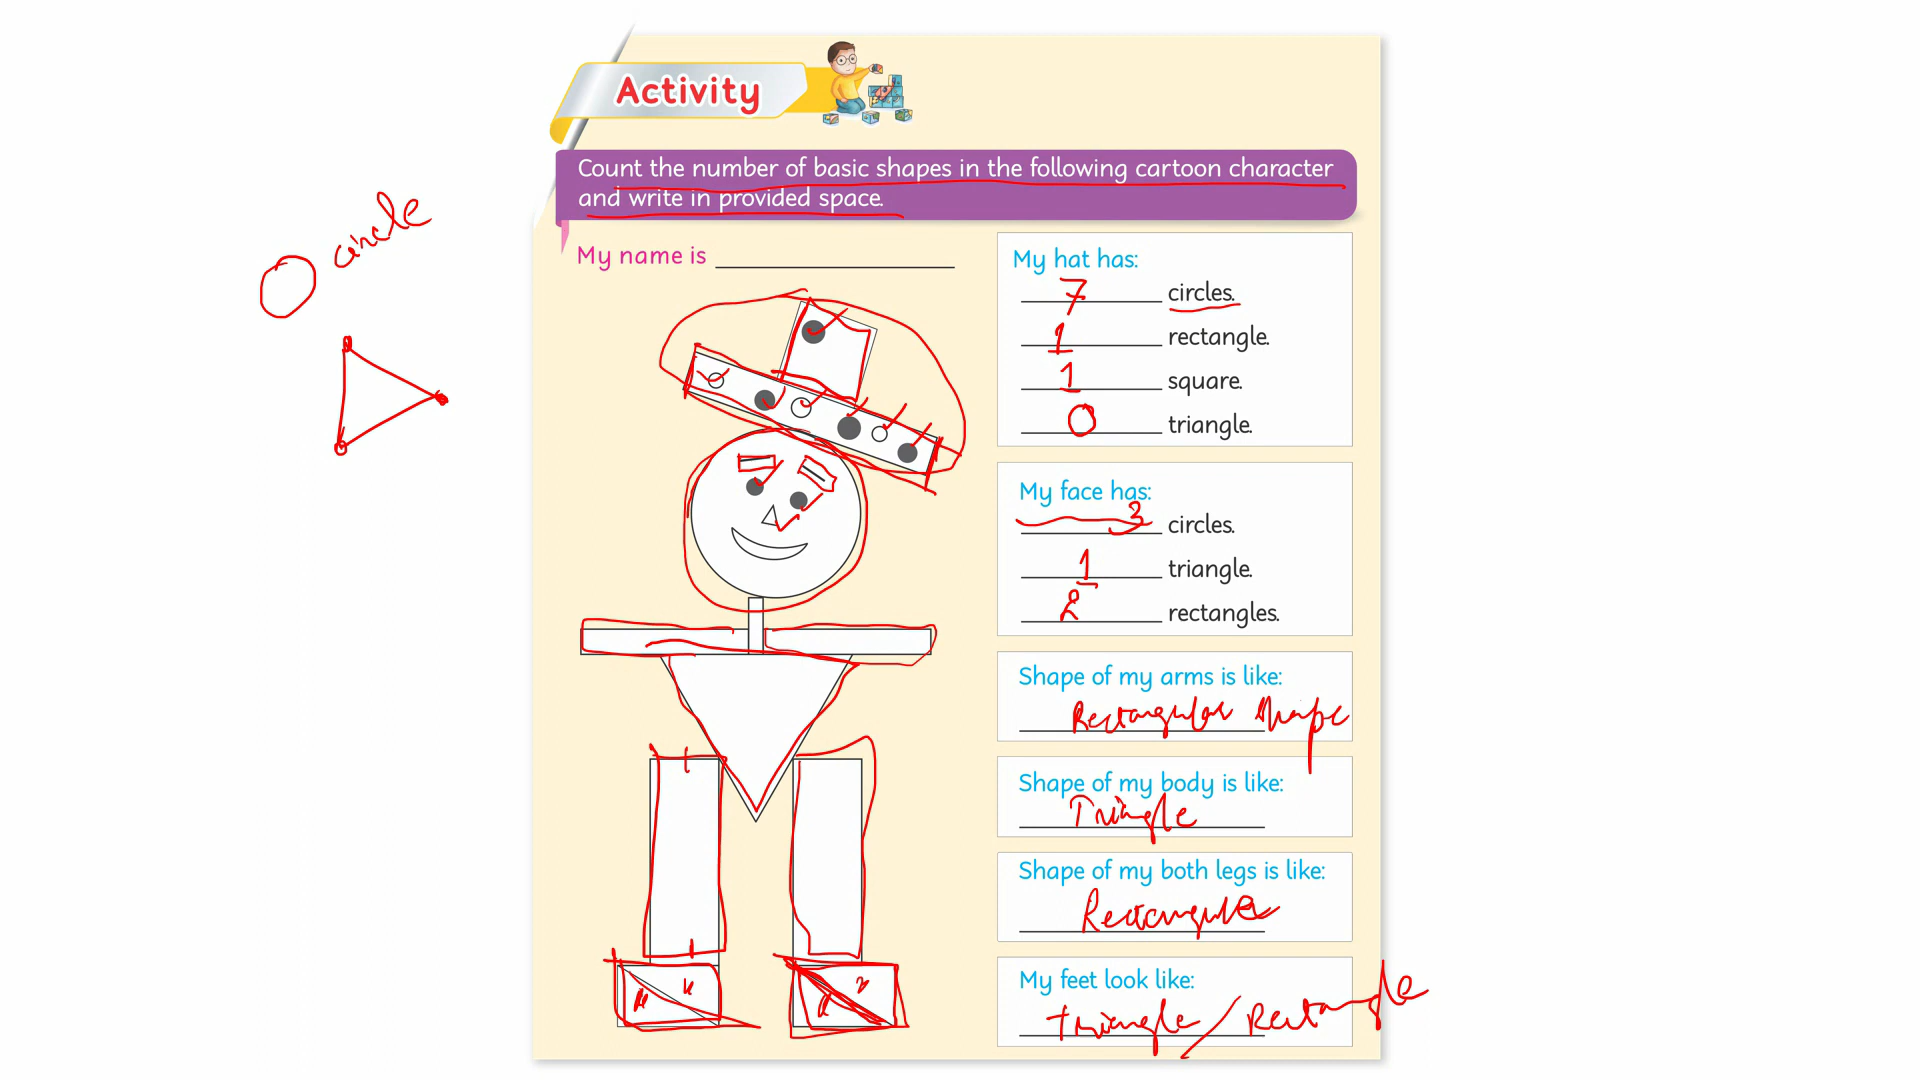 Activity
Count the number of basic shapes in the following cartoon character
and write in provided space.
circle
My name is
My hat has:
7 circles.
1 rectangle.
1 square.
0 triangle.
My face has:
3 circles.
1 triangle.
2 rectangles.
Shape of my arms is like:
Rectangular shape
Shape of my body is like:
Triangle
Shape of my both legs is like:
Rectangular
My feet look like:
triangle / Rectangle